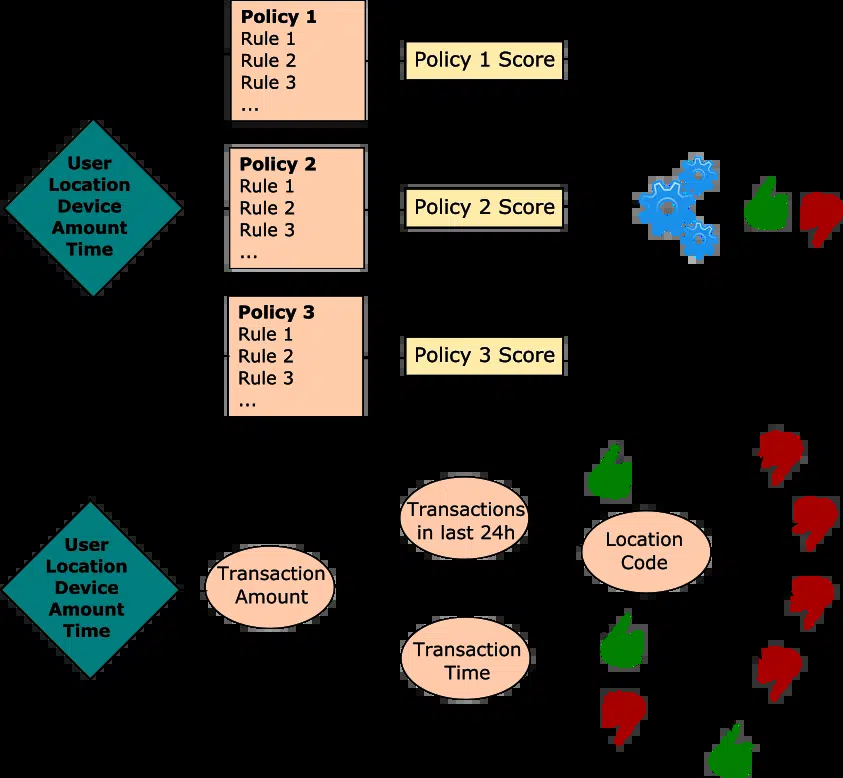 Policy 1
Rule 1
Rule 2
Rule 3
...
Policy 1 Score
User
Location
Device
Amount
Time
Policy 2
Rule 1
Rule 2
Rule 3
...
Policy 2 Score
Policy 3
Rule 1
Rule 2
Rule 3
...
Policy 3 Score
User
Location
Device
Amount
Time
Transaction
Amount
Transactions
in last 24h
Location
Code
Transaction
Time